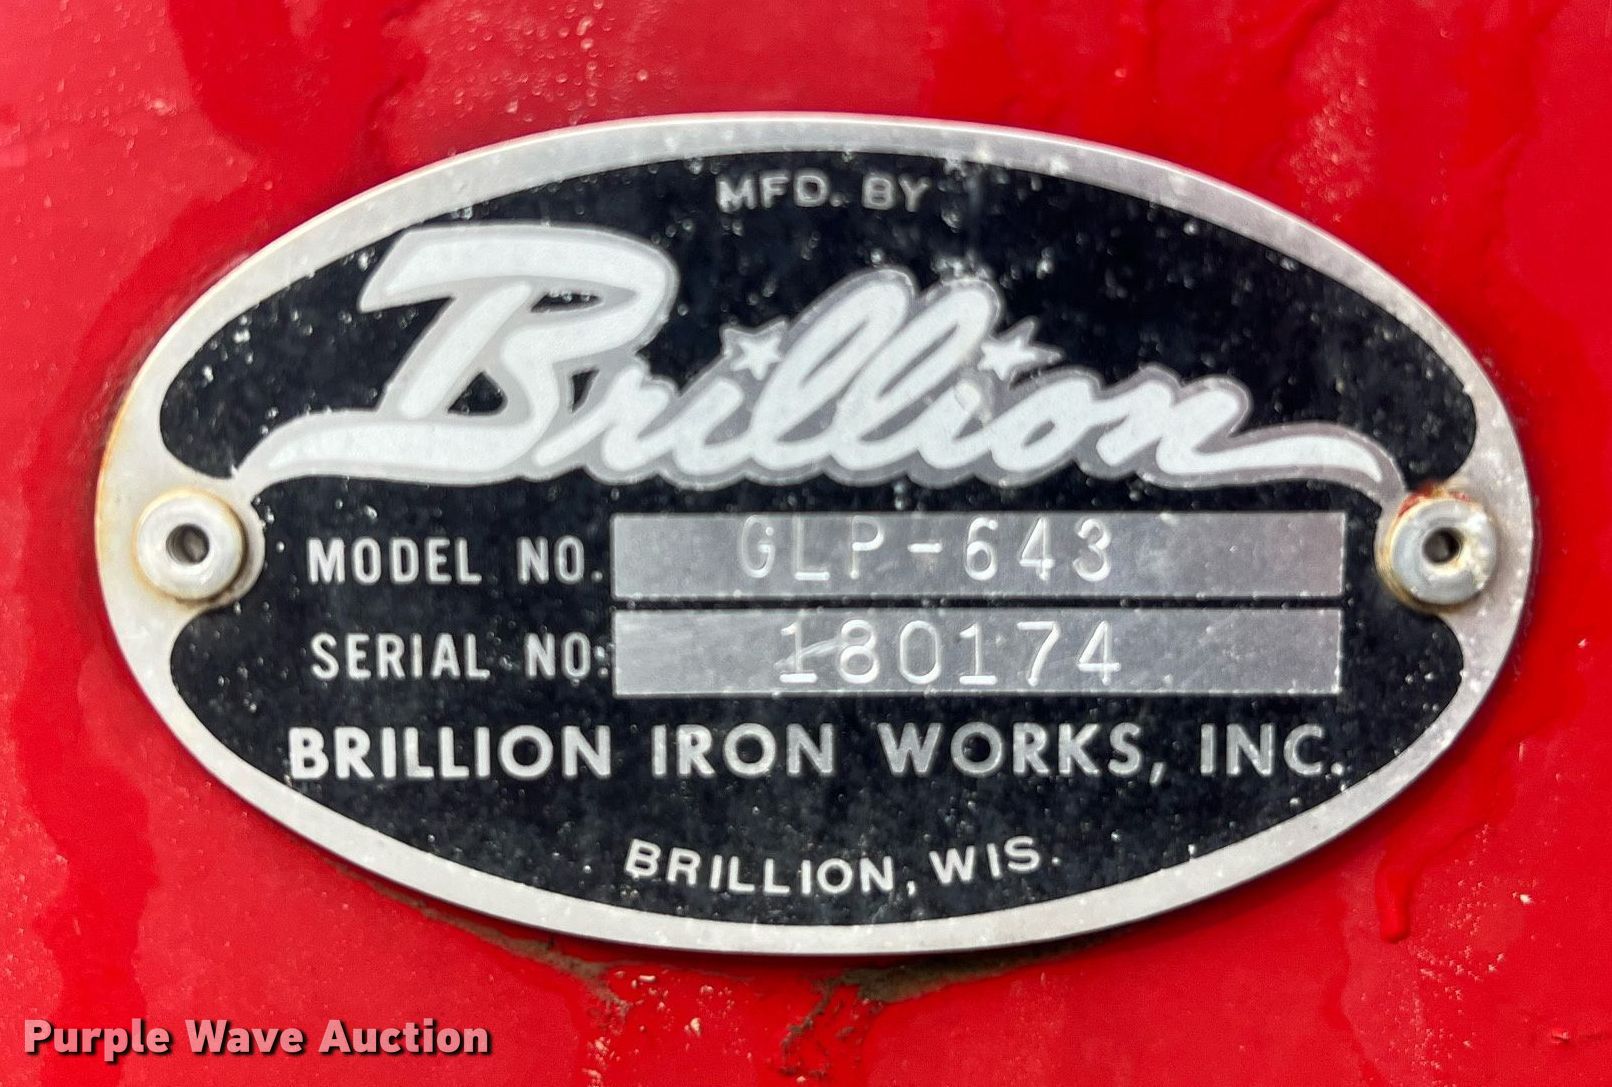 MFD. BY
Brillion
MODEL NO. GLP-643
SERIAL NO. 180174
BRILLION IRON WORKS, INC.
BRILLION, WIS.
Purple Wave Auction